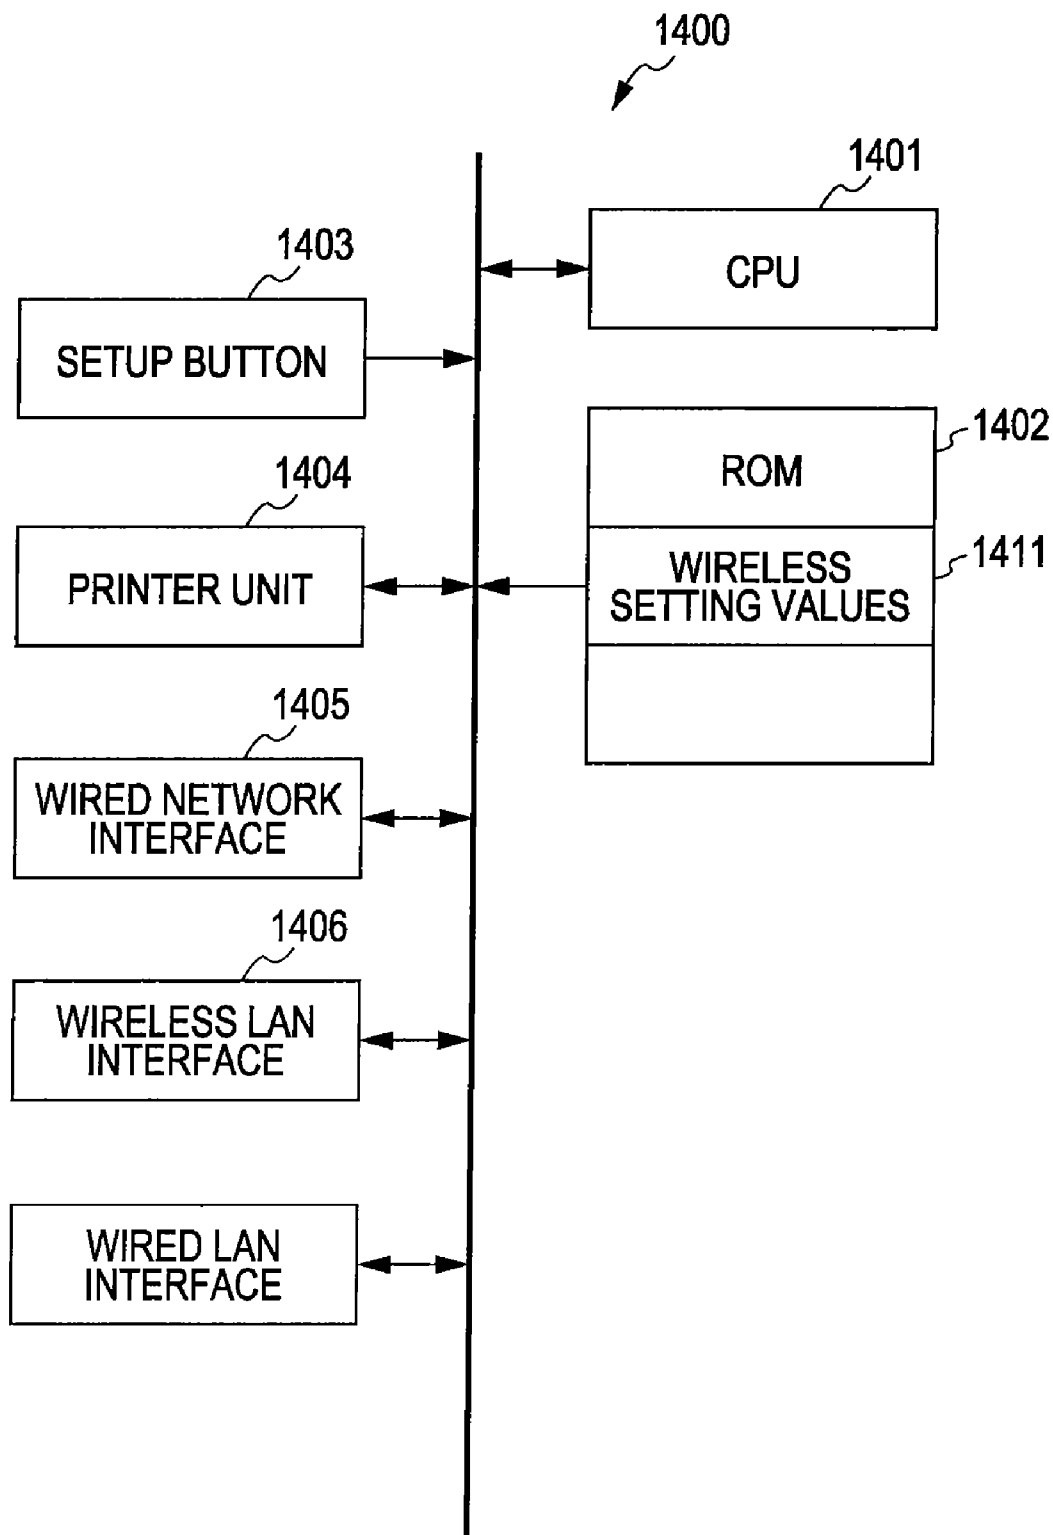 1400
1401
CPU
1403
SETUP BUTTON
1402
ROM
1404
PRINTER UNIT
1411
WIRELESS
SETTING VALUES
1405
WIRED NETWORK
INTERFACE
1406
WIRELESS LAN
INTERFACE
WIRED LAN
INTERFACE